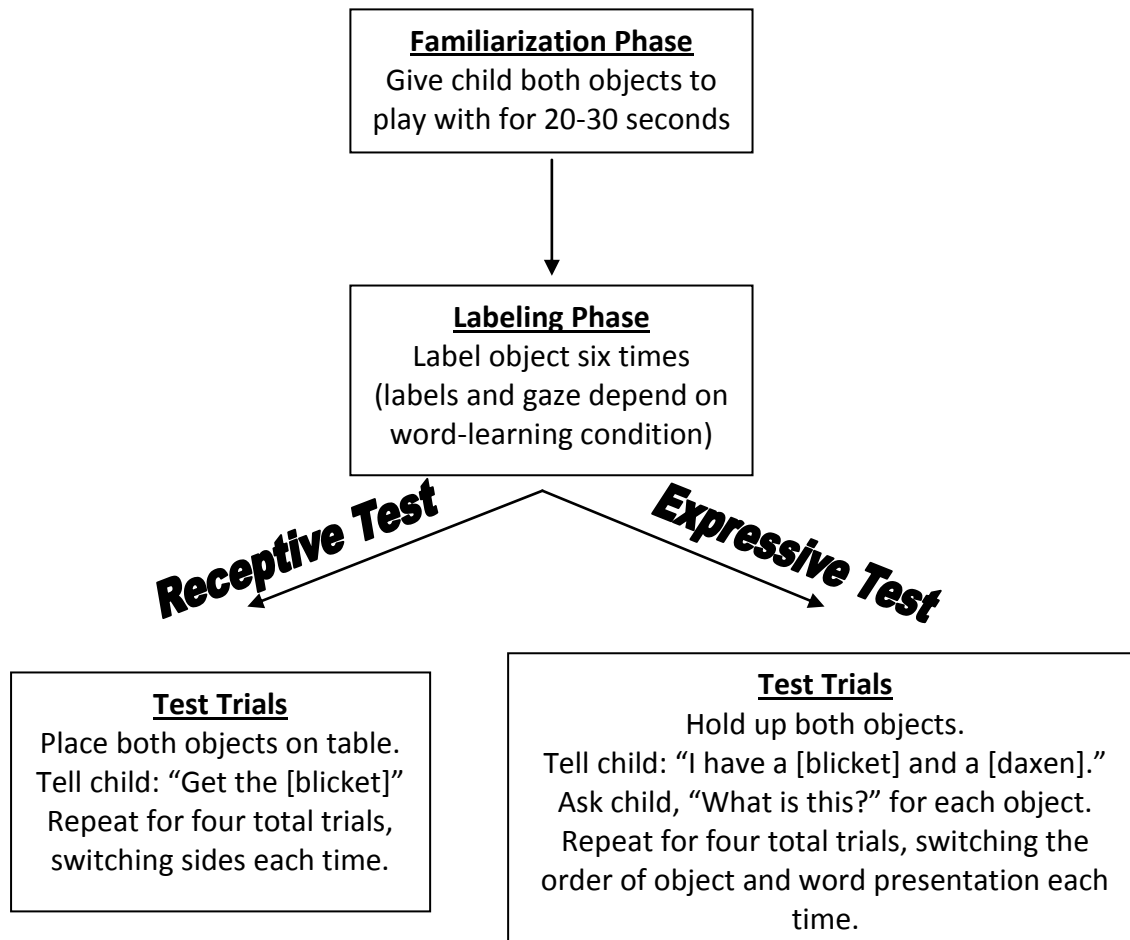 Familiarization Phase
Give child both objects to
play with for 20-30 seconds
Labeling Phase
Label object six times
(labels and gaze depend on
word-learning condition)
Receptive Test
Expressive Test
Test Trials
Place both objects on table.
Tell child: “Get the [blicket]”
Repeat for four total trials,
switching sides each time.
Test Trials
Hold up both objects.
Tell child: “I have a [blicket] and a [daxen].”
Ask child, “What is this?” for each object.
Repeat for four total trials, switching the
order of object and word presentation each
time.